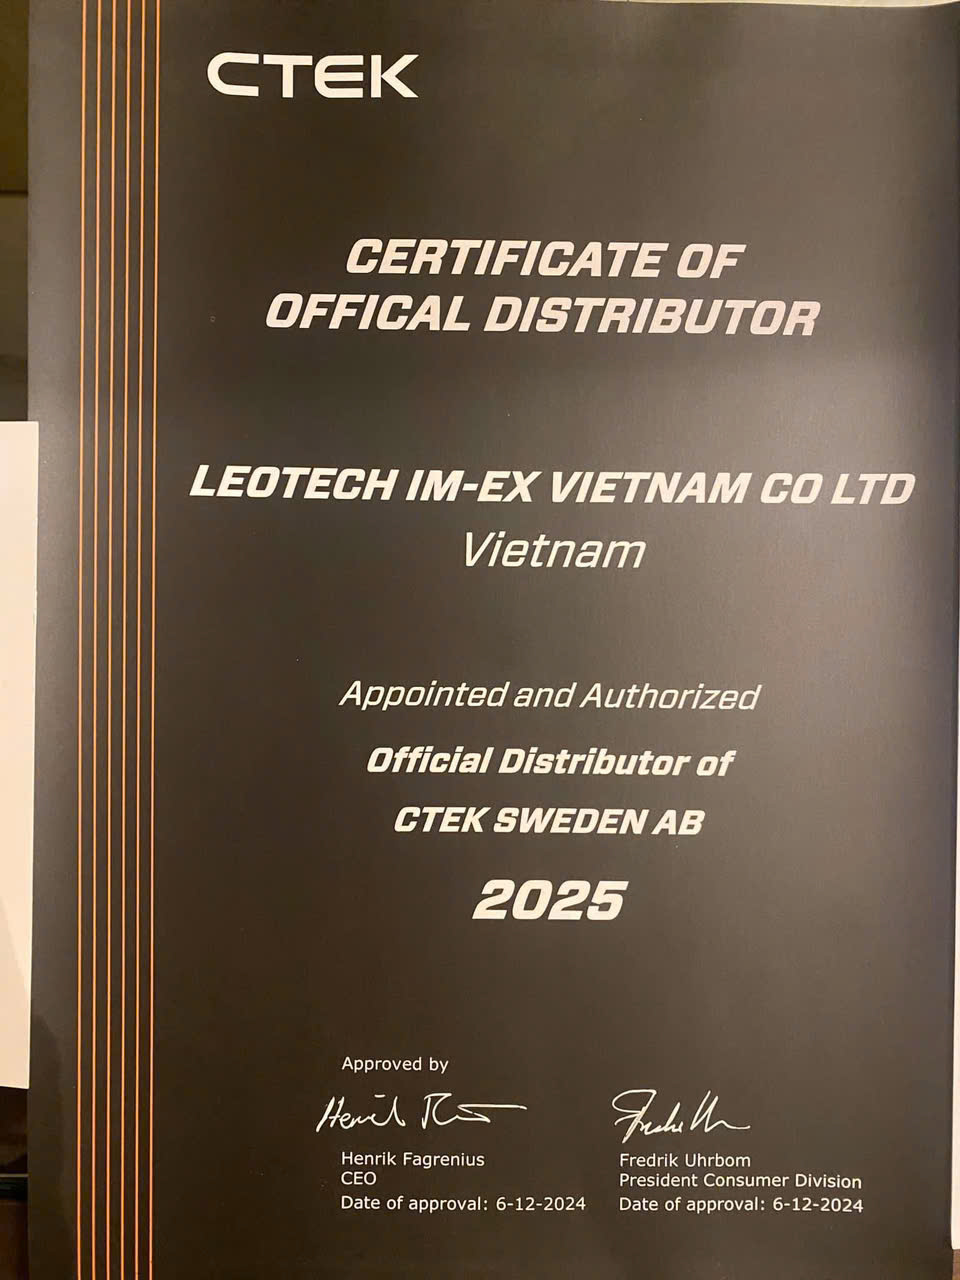 CTEK
CERTIFICATE OF
OFFICAL DISTRIBUTOR
LEOTECH IM-EX VIETNAM CO LTD
Vietnam
Appointed and Authorized
Official Distributor of
CTEK SWEDEN AB
2025
Approved by
Henrik Fagrenius
CEO
Date of approval: 6-12-2024
Fredrik Uhrbom
President Consumer Division
Date of approval: 6-12-2024